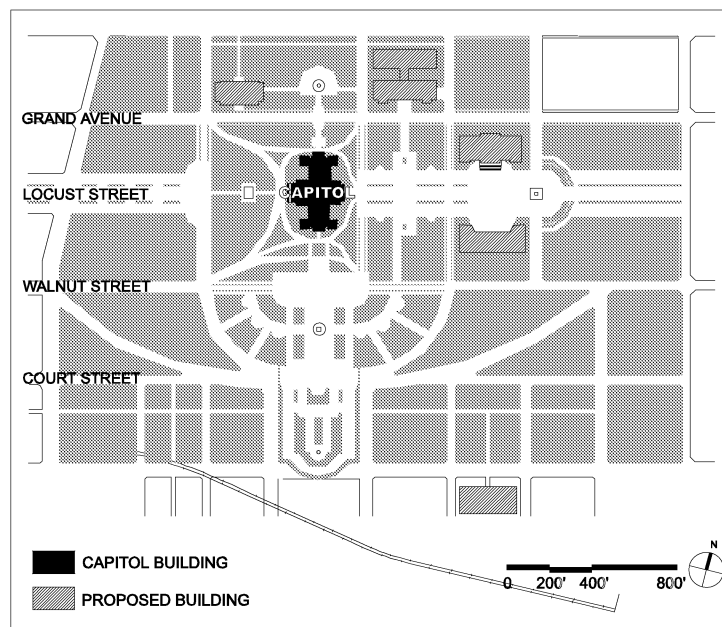 GRAND AVENUE
CAPITOL
LOCUST STREET
WALNUT STREET
COURT STREET
CAPITOL BUILDING
PROPOSED BUILDING
0 200' 400' 800'
N